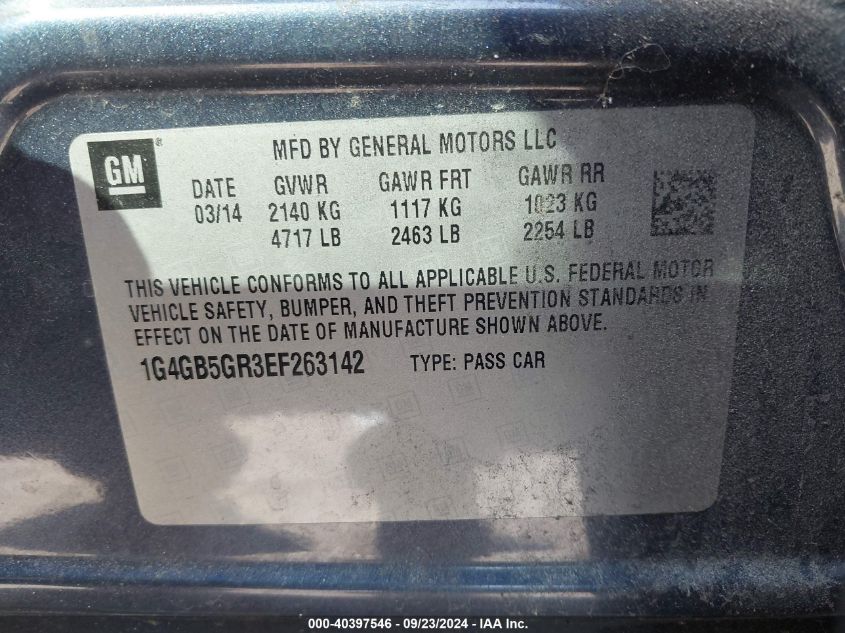 GM ® MFD BY GENERAL MOTORS LLC
DATE GVWR GAWR FRT GAWR RR
03/14 2140 KG 1117 KG 1023 KG
4717 LB 2463 LB 2254 LB
THIS VEHICLE CONFORMS TO ALL APPLICABLE U.S. FEDERAL MOTOR
VEHICLE SAFETY, BUMPER, AND THEFT PREVENTION STANDARDS IN
EFFECT ON THE DATE OF MANUFACTURE SHOWN ABOVE.
1G4GB5GR3EF263142 TYPE: PASS CAR
000-40397546 - 09/23/2024 - IAA Inc.